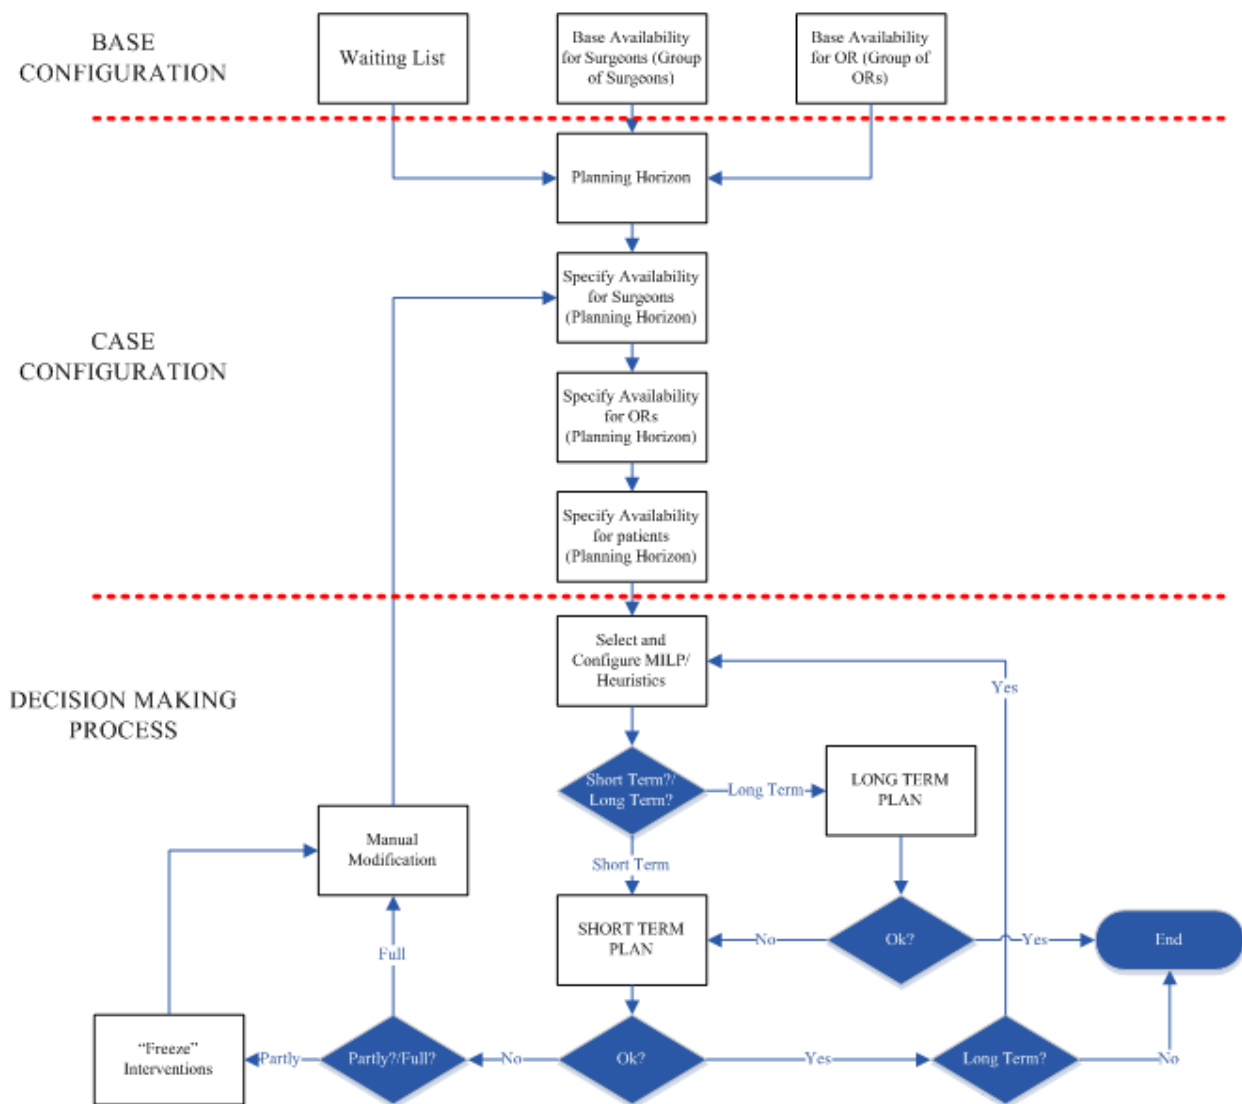 BASE
CONFIGURATION
Waiting List
Base Availability
for Surgeons (Group
of Surgeons)
Base Availability
for OR (Group of
ORs)
Planning Horizon
Specify Availability
for Surgeons
(Planning Horizon)
CASE
CONFIGURATION
Specify Availability
for ORs
(Planning Horizon)
Specify Availability
for patients
(Planning Horizon)
Select and
Configure MILP/
Heuristics
Yes
DECISION MAKING
PROCESS
Short Term?/
Long Term?
Long Term
LONG TERM
PLAN
Manual
Modification
Short Term
SHORT TERM
PLAN
No
Ok?
Yes
End
Full
"Freeze"
Interventions
Partly
Partly?/Full?
No
Ok?
Yes
Long Term?
No